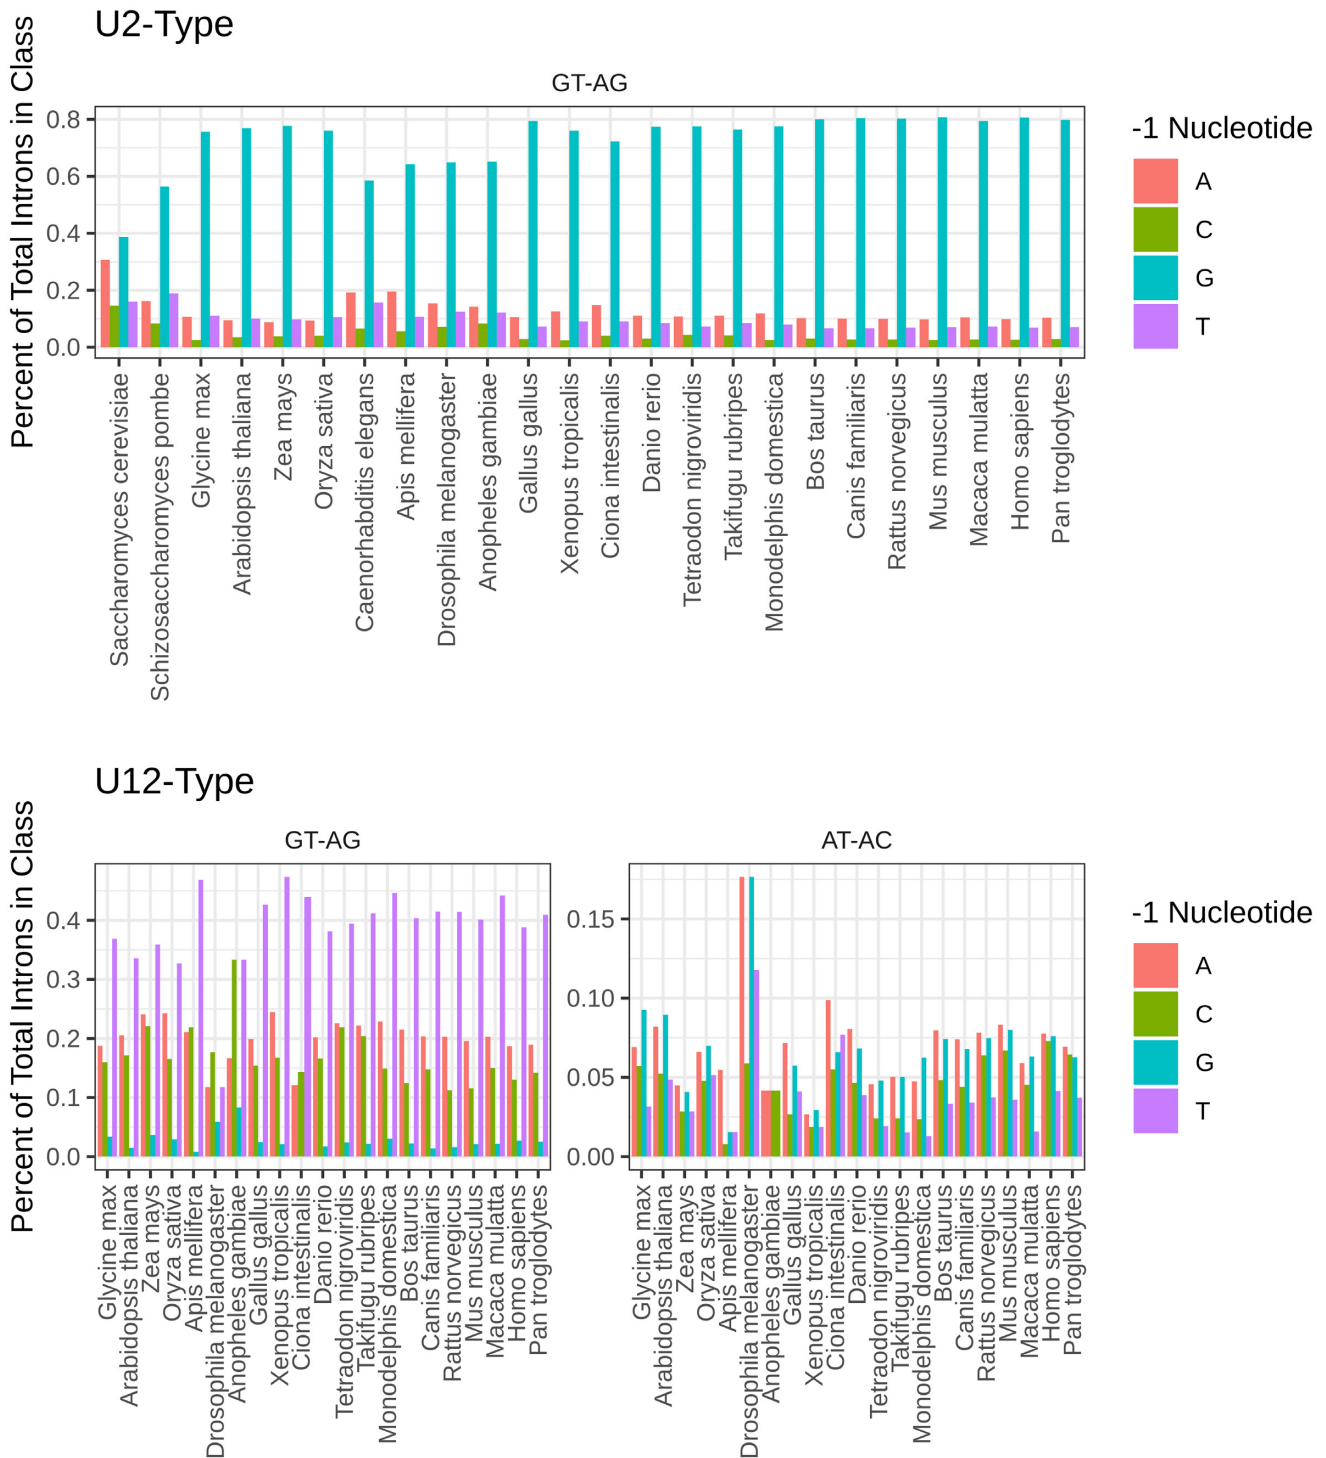 U2-Type
GT-AG
Percent of Total Introns in Class
0.8
0.6
0.4
0.2
0.0
Saccharomyces cerevisiae
Schizosaccharomyces pombe
Glycine max
Arabidopsis thaliana
Zea mays
Oryza sativa
Caenorhabditis elegans
Apis mellifera
Drosophila melanogaster
Anopheles gambiae
Gallus gallus
Xenopus tropicalis
Ciona intestinalis
Danio rerio
Tetraodon nigroviridis
Takifugu rubripes
Monodelphis domestica
Bos taurus
Canis familiaris
Rattus norvegicus
Mus musculus
Macaca mulatta
Homo sapiens
Pan troglodytes
-1 Nucleotide
A
C
G
T
U12-Type
GT-AG
Percent of Total Introns in Class
0.4
0.3
0.2
0.1
0.0
Glycine max
Arabidopsis thaliana
Zea mays
Oryza sativa
Apis mellifera
Drosophila melanogaster
Anopheles gambiae
Gallus gallus
Xenopus tropicalis
Ciona intestinalis
Danio rerio
Tetraodon nigroviridis
Takifugu rubripes
Monodelphis domestica
Bos taurus
Canis familiaris
Rattus norvegicus
Mus musculus
Macaca mulatta
Homo sapiens
Pan troglodytes
AT-AC
0.15
0.10
0.05
0.00
Glycine max
Arabidopsis thaliana
Zea mays
Oryza sativa
Apis mellifera
Drosophila melanogaster
Anopheles gambiae
Gallus gallus
Xenopus tropicalis
Ciona intestinalis
Danio rerio
Tetraodon nigroviridis
Takifugu rubripes
Monodelphis domestica
Bos taurus
Canis familiaris
Rattus norvegicus
Mus musculus
Macaca mulatta
Homo sapiens
Pan troglodytes
-1 Nucleotide
A
C
G
T